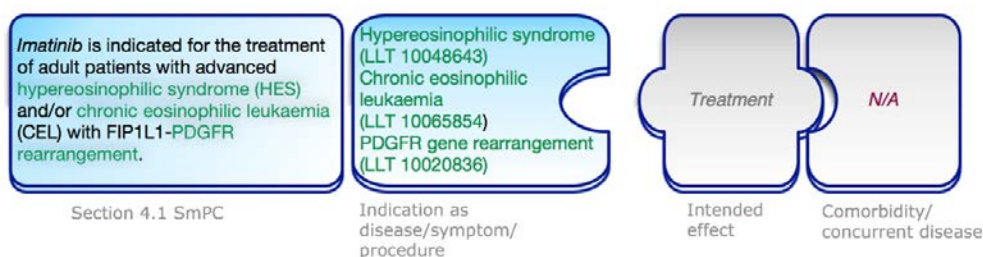 Imatinib is indicated for the treatment
of adult patients with advanced
hypereosinophilic syndrome (HES)
and/or chronic eosinophilic leukaemia
(CEL) with FIP1L1-PDGFR
rearrangement.
Section 4.1 SmPC
Hypereosinophilic syndrome
(LLT 10048643)
Chronic eosinophilic
leukaemia
(LLT 10065854)
PDGFR gene rearrangement
(LLT 10020836)
Indication as
disease/symptom/
procedure
Treatment
Intended
effect
N/A
Comorbidity/
concurrent disease